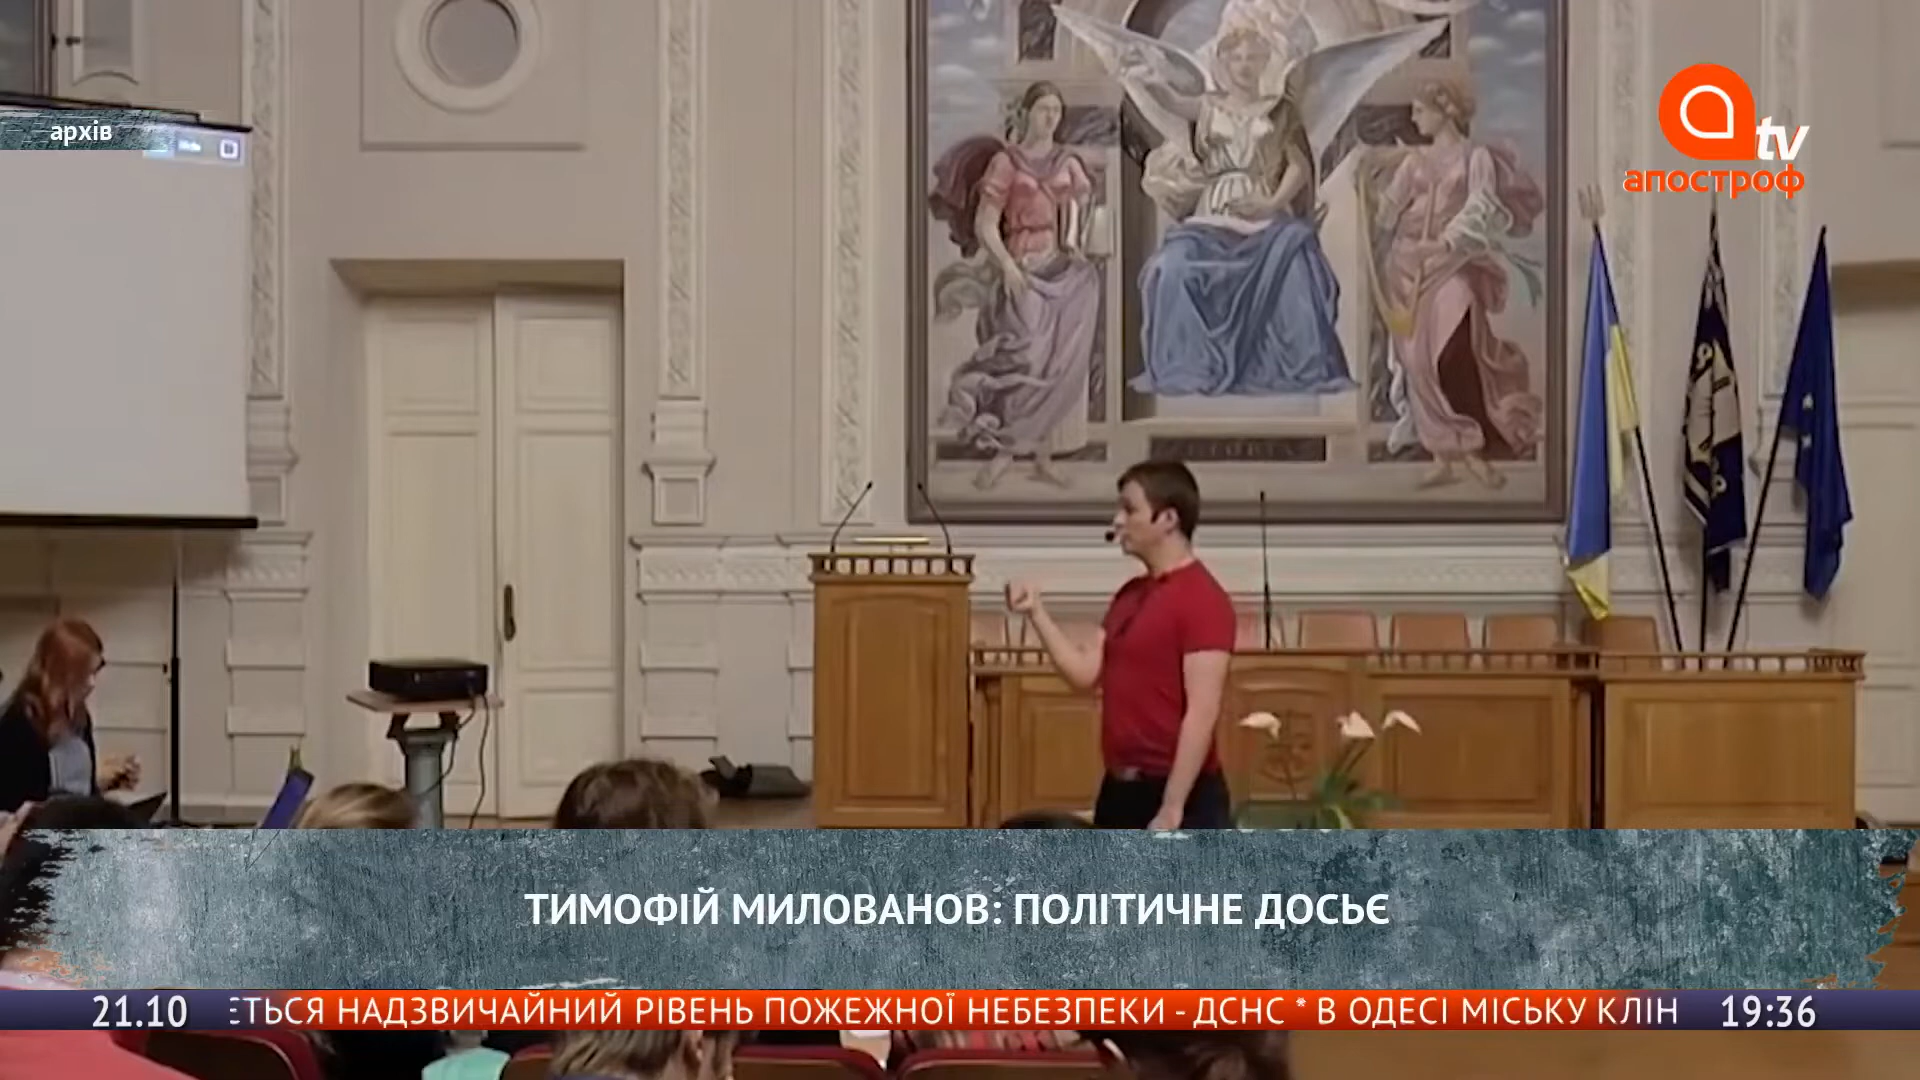 архів
tv
апостроф
ТИМОФІЙ МИЛОВАНОВ: ПОЛІТИЧНЕ ДОСЬЄ
21.10 ЄТЬСЯ НАДЗВИЧАЙНИЙ РІВЕНЬ ПОЖЕЖНОЇ НЕБЕЗПЕКИ - ДСНС * В ОДЕСІ МІСЬКУ КЛІН 19:36